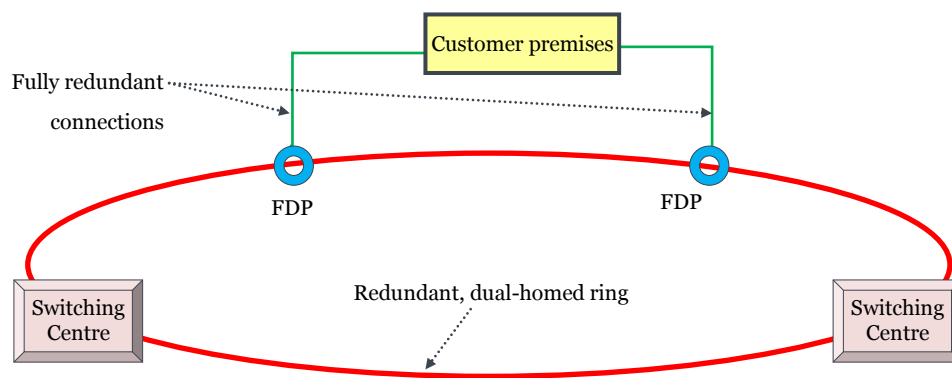 Customer premises
Fully redundant
connections
FDP
FDP
Redundant, dual-homed ring
Switching
Centre
Switching
Centre